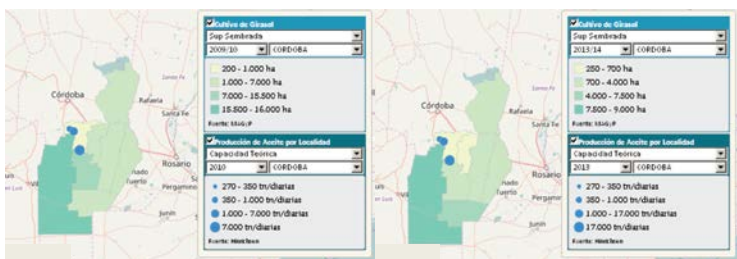 Cultivo de Girasol
Sup Sembrada
2009/10 CORDOBA
200 - 1.000 ha
1.000 - 7.000 ha
7.000 - 15.500 ha
15.500 - 16.000 ha
Producción de Aceite por Localidad
Capacidad Teórica
2010 CORDOBA
270 - 350 tn/diarias
350 - 1.000 tn/diarias
1.000 - 7.000 tn/diarias
7.000 tn/diarias
Fuente: Hinrichsen
Córdoba
Rafaela
Santa Fe
Santa Fe
Rosario
Pergamino
Junín
Cultivo de Girasol
Sup Sembrada
2013/14 CORDOBA
250 - 700 ha
700 - 4.000 ha
4.000 - 7.500 ha
7.500 - 9.000 ha
Producción de Aceite por Localidad
Capacidad Teórica
2013 CORDOBA
270 - 350 tn/diarias
350 - 1.000 tn/diarias
1.000 - 17.000 tn/diarias
17.000 tn/diarias
Fuente: Hinrichsen
Córdoba
Rafaela
Santa Fe
Santa Fe
Rosario
Junín